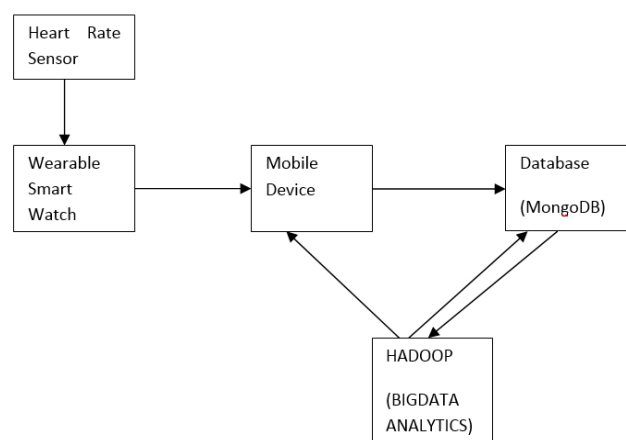 Heart Rate
Sensor
Wearable
Smart
Watch
Mobile
Device
Database
(MongoDB)
HADOOP
(BIGDATA
ANALYTICS)